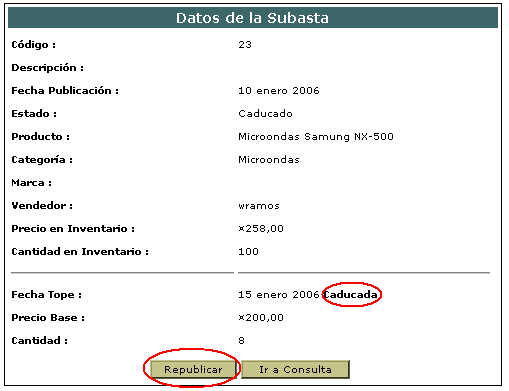 Datos de la Subasta
Código : 23
Descripción :
Fecha Publicación : 10 enero 2006
Estado : Caducado
Producto : Microondas Samung NX-500
Categoría : Microondas
Marca :
Vendedor : wramos
Precio en Inventario : ¤258,00
Cantidad en Inventario : 100
Fecha Tope : 15 enero 2006 Caducada
Precio Base : ¤200,00
Cantidad : 8
Republicar Ir a Consulta